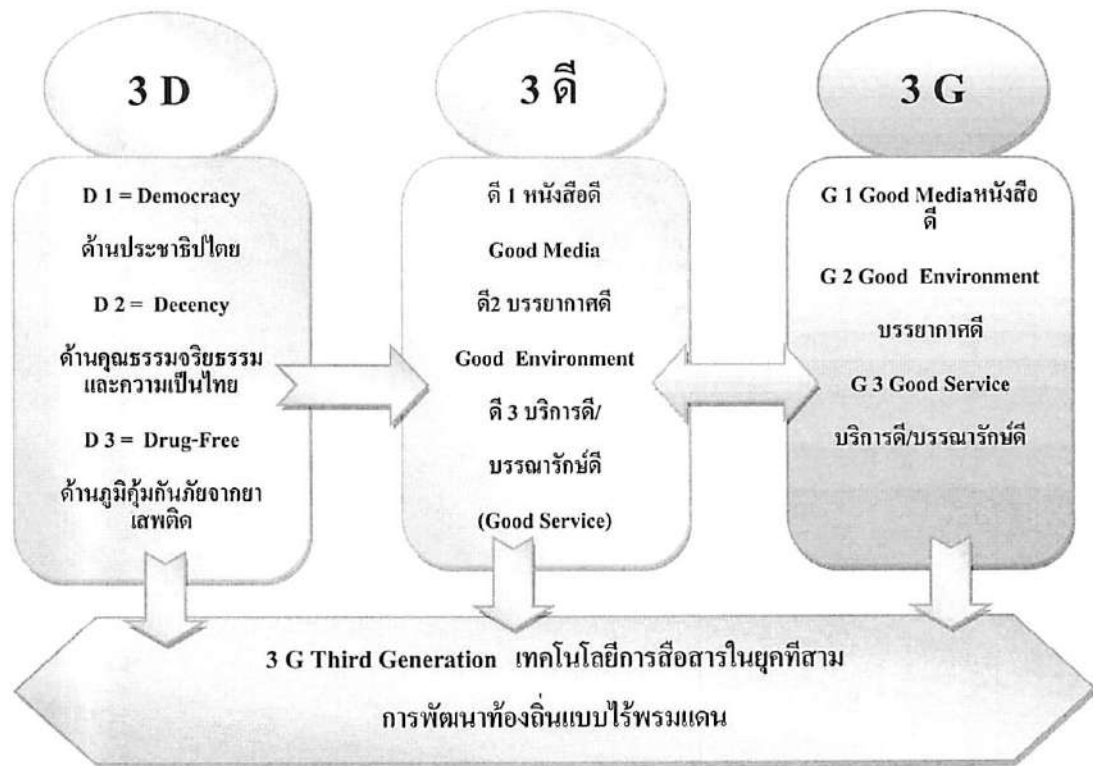 3 D
D 1 = Democracy
ด้านประชาธิปไตย
D 2 = Decency
ด้านคุณธรรมจริยธรรม
และความเป็นไทย
D 3 = Drug-Free
ด้านภูมิคุ้มกันภัยจากยา
เสพติด
3 ดี
ดี 1 หนังสือดี
Good Media
ดี2 บรรยากาศดี
Good Environment
ดี 3 บริการดี/
บรรณารักษ์ดี
(Good Service)
3 G
G 1 Good Mediaหนังสือ
ดี
G 2 Good Environment
บรรยากาศดี
G 3 Good Service
บริการดี/บรรณารักษ์ดี
3 G Third Generation เทคโนโลยีการสื่อสารในยุคที่สาม
การพัฒนาท้องถิ่นแบบไร้พรมแดน